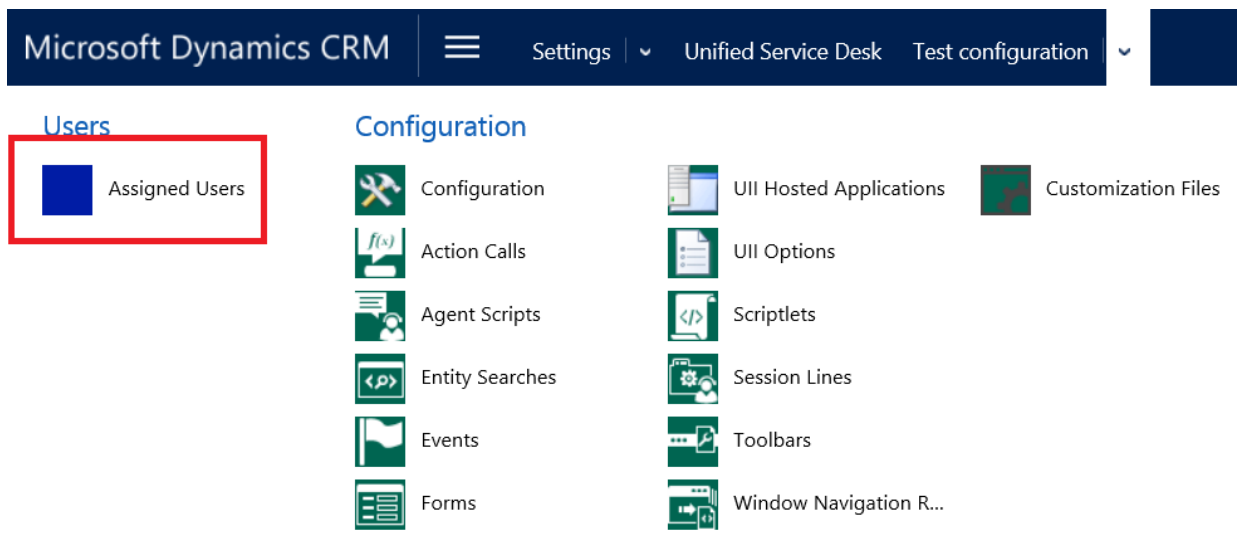 Microsoft Dynamics CRM Settings Unified Service Desk Test configuration
Users
Assigned Users
Configuration
Configuration
UII Hosted Applications
Customization Files
f(x)
Action Calls
UII Options
Agent Scripts
</>
Scriptlets
Entity Searches
Session Lines
Events
Toolbars
Forms
Window Navigation R...